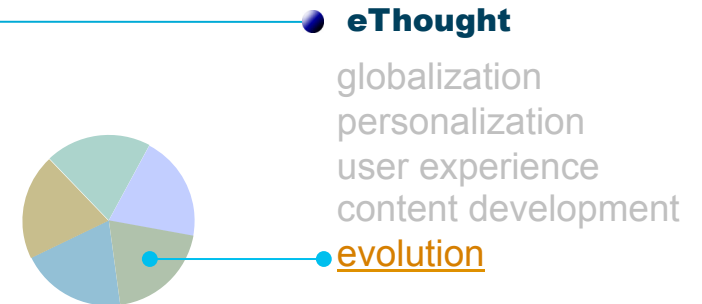 eThought
globalization
personalization
user experience
content development
evolution